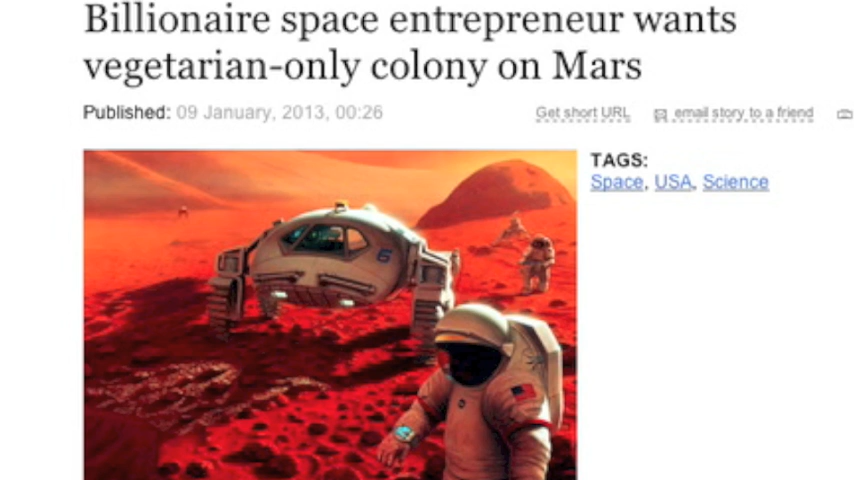 Billionaire space entrepreneur wants
vegetarian-only colony on Mars
Published: 09 January, 2013, 00:26
Get short URL
email story to a friend
TAGS:
Space, USA, Science
6